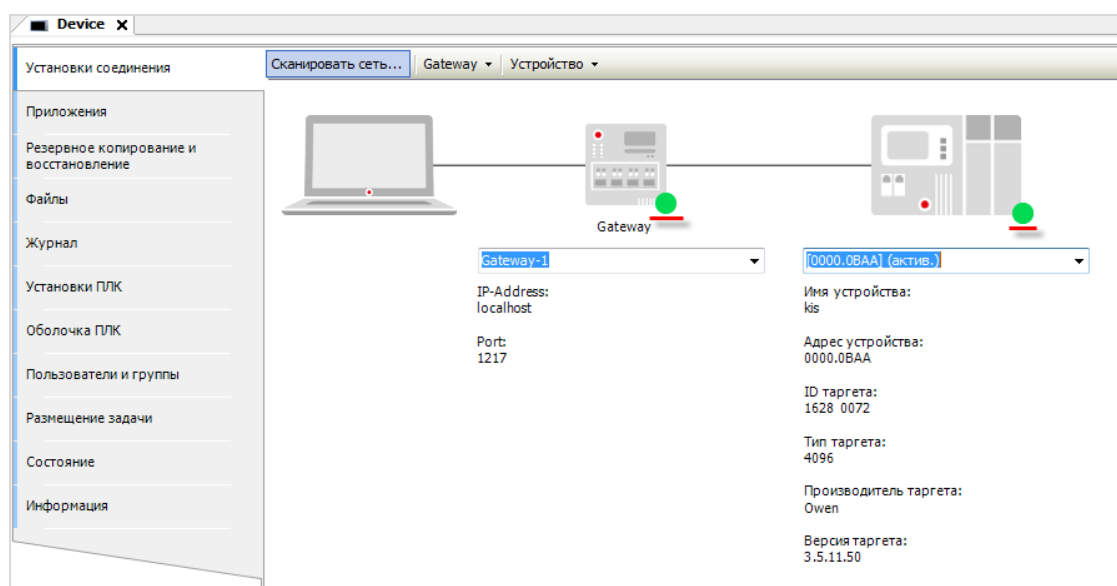 Device X
Установки соединения
Приложения
Резервное копирование и
восстановление
Файлы
Журнал
Установки ПЛК
Оболочка ПЛК
Пользователи и группы
Размещение задачи
Состояние
Информация
Сканировать сеть... Gateway Устройство
Gateway
Gateway-1
IP-Address:
localhost
Port:
1217
[0000.0BAA] (актив.)
Имя устройства:
kis
Адрес устройства:
0000.0BAA
ID таргета:
1628 0072
Тип таргета:
4096
Производитель таргета:
Owen
Версия таргета:
3.5.11.50